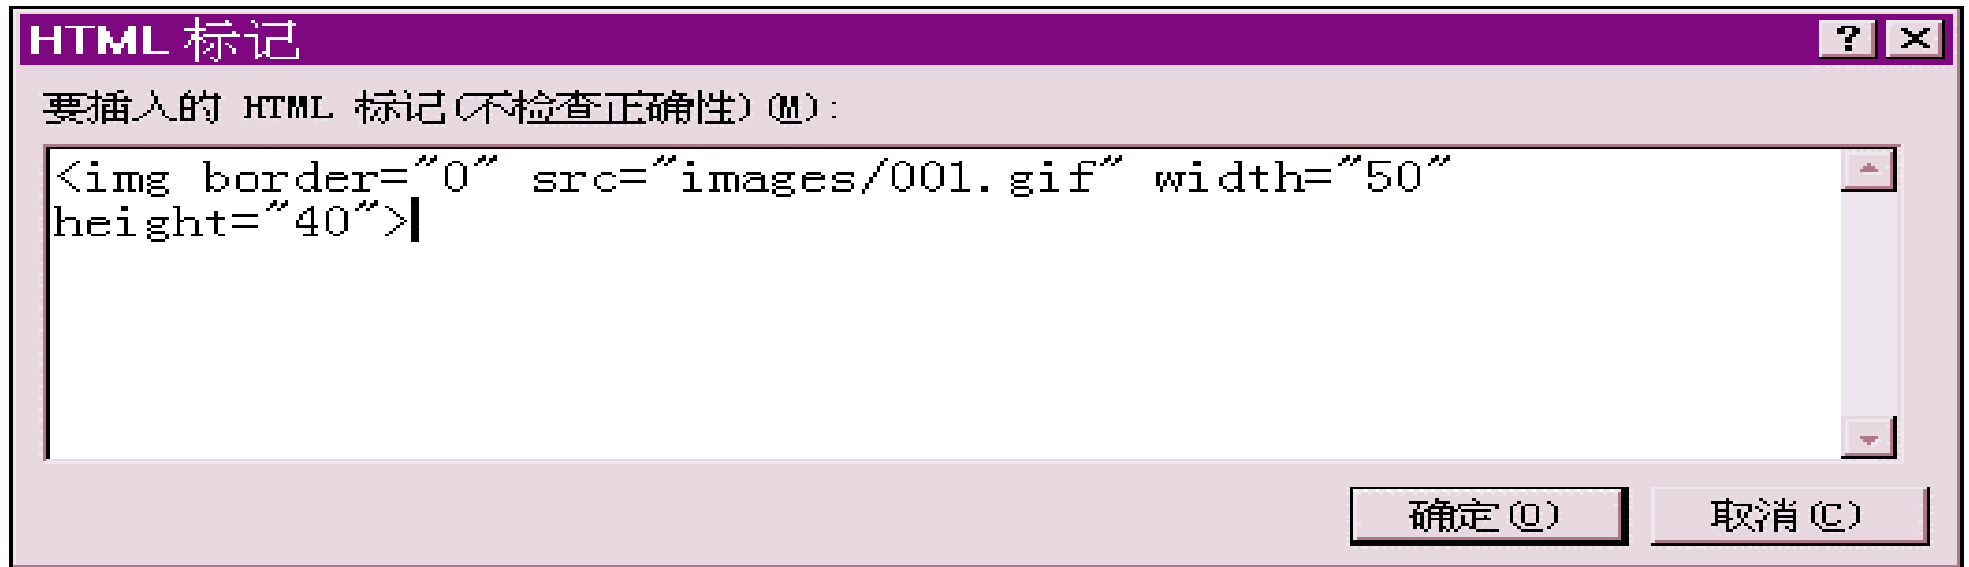 HTML 标记
要插入的 HTML 标记(不检查正确性)(M):
<img border="0" src="images/001.gif" width="50"
height="40">
确定(O) 取消(C)